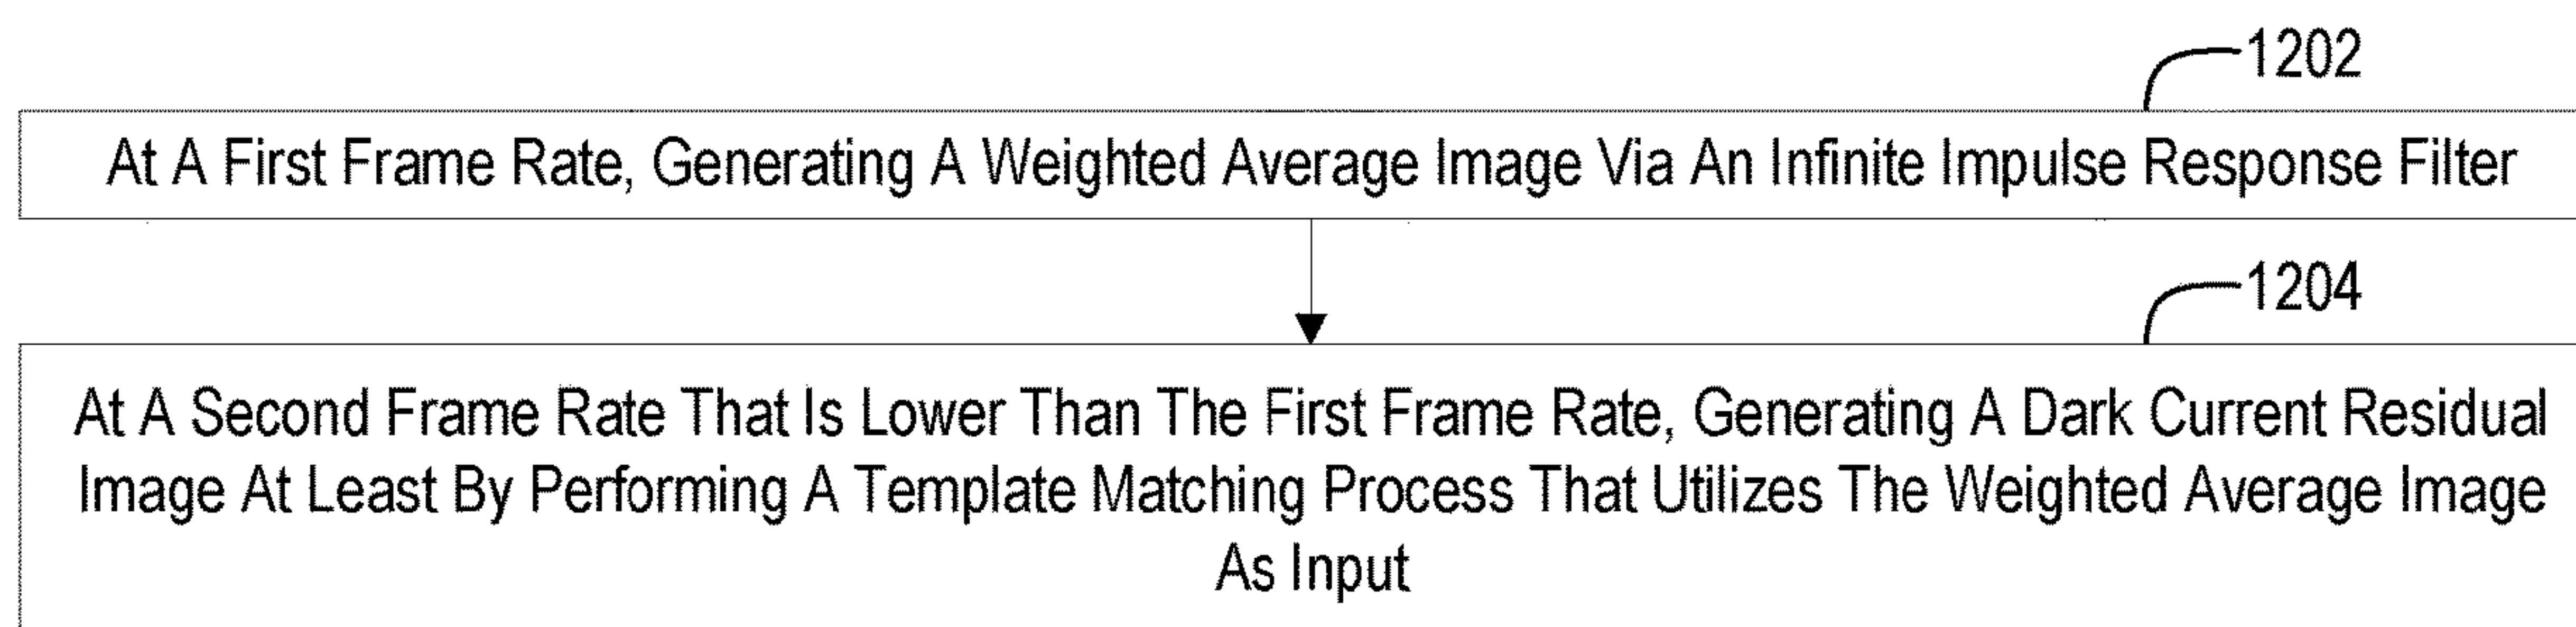 1202
At A First Frame Rate, Generating A Weighted Average Image Via An Infinite Impulse Response Filter
1204
At A Second Frame Rate That Is Lower Than The First Frame Rate, Generating A Dark Current Residual
Image At Least By Performing A Template Matching Process That Utilizes The Weighted Average Image
As Input